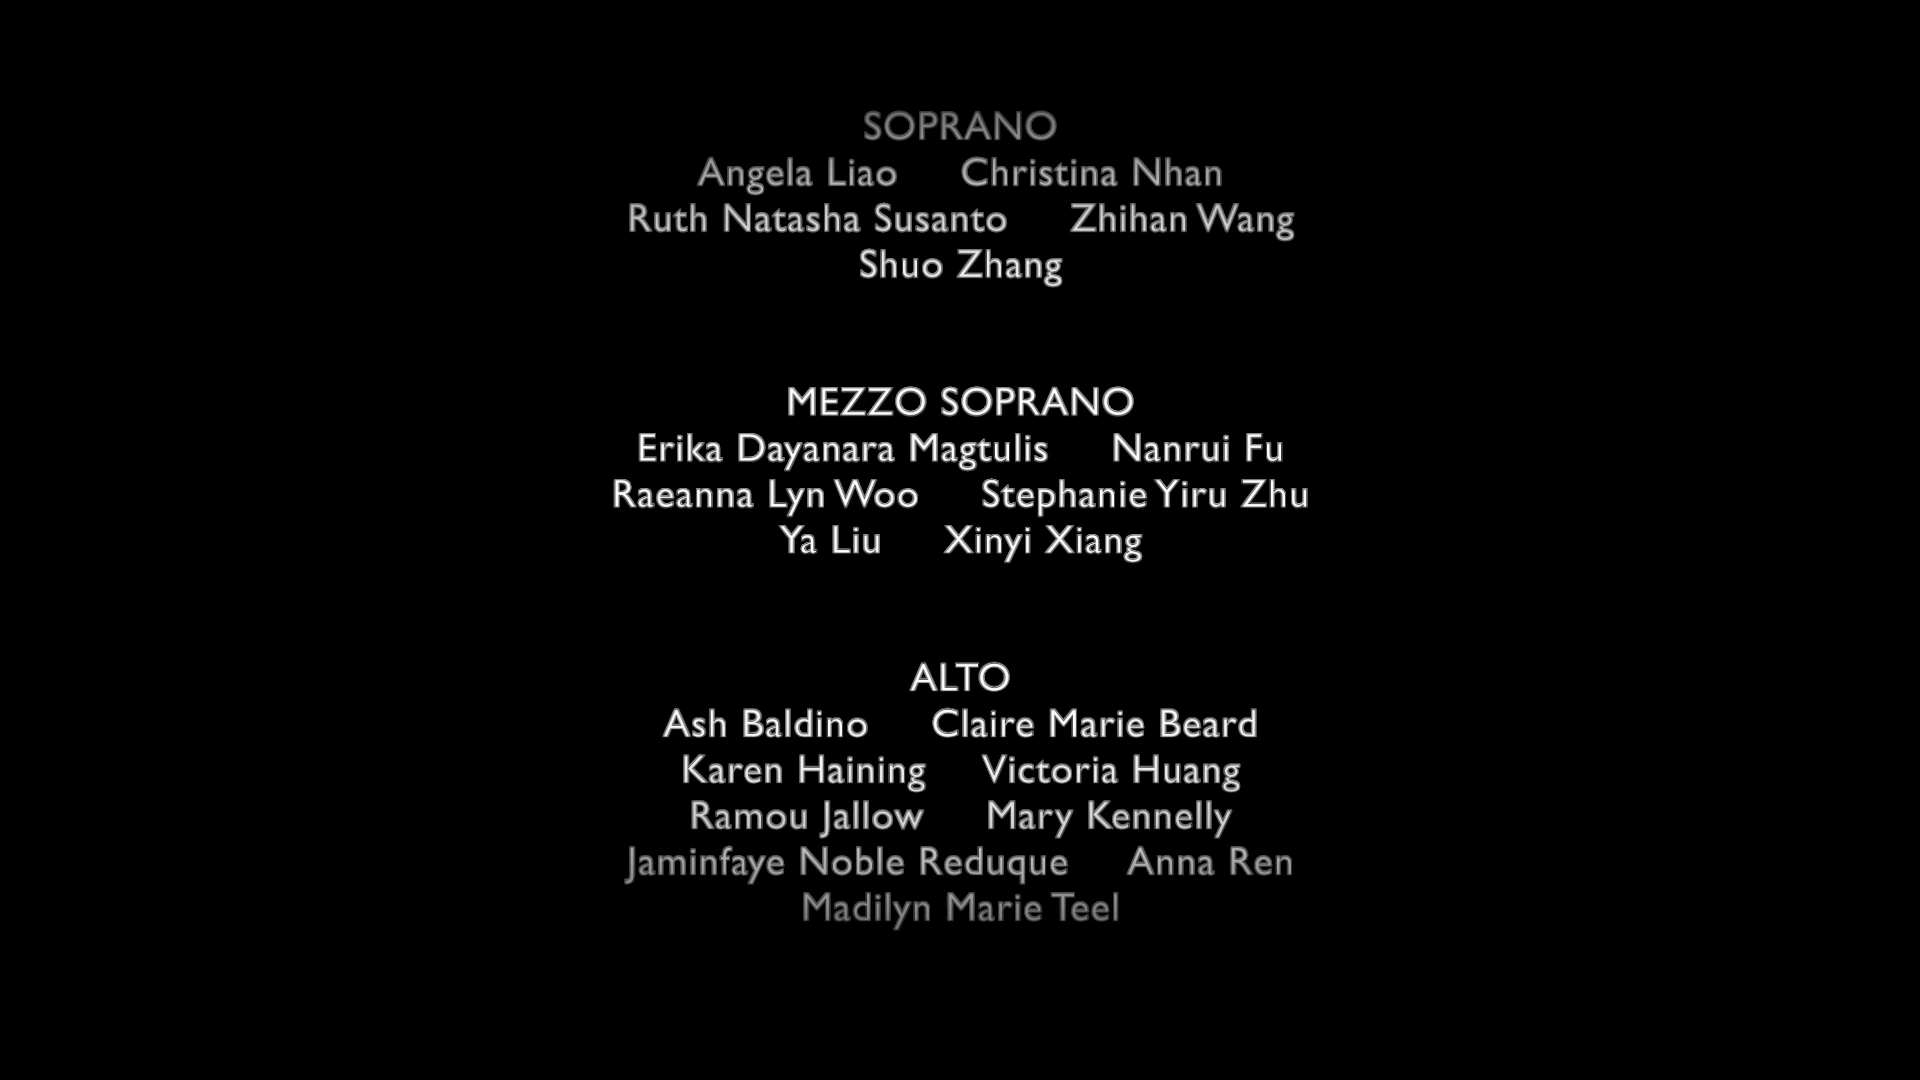 SOPRANO
Angela Liao Christina Nhan
Ruth Natasha Susanto Zhihan Wang
Shuo Zhang
MEZZO SOPRANO
Erika Dayanara Magtulis Nanrui Fu
Raeanna Lyn Woo Stephanie Yiru Zhu
Ya Liu Xinyi Xiang
ALTO
Ash Baldino Claire Marie Beard
Karen Haining Victoria Huang
Ramou Jallow Mary Kennelly
Jaminfaye Noble Reduque Anna Ren
Madilyn Marie Teel